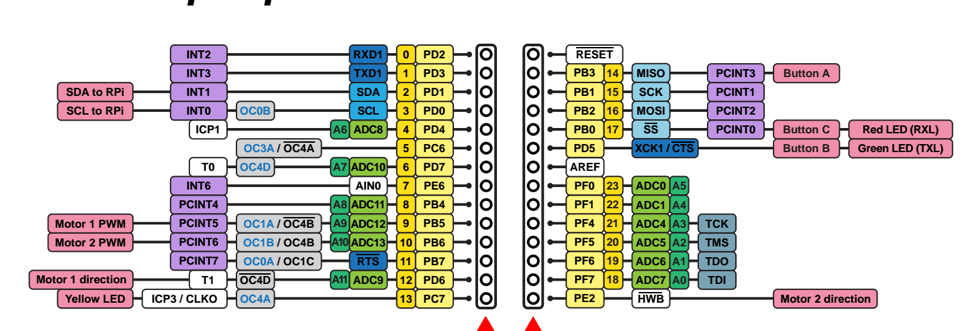 INT2 RXD1 0 PD2 RESET
INT3 TXD1 1 PD3 PB3 14 MISO PCINT3 Button A
SDA to RPi INT1 SDA 2 PD1 PB1 15 SCK PCINT1
SCL to RPi INT0 OC0B SCL 3 PD0 PB2 16 MOSI PCINT2
ICP1 A6 ADC8 4 PD4 PB0 17 SS PCINT0 Button C Red LED (RXL)
OC3A / OC4A 5 PC6 PD5 XCK1 / CTS Button B Green LED (TXL)
T0 OC4D A7 ADC10 6 PD7 AREF
INT6 AIN0 7 PE6 PF0 23 ADC0 A5
PCINT4 A8 ADC11 8 PB4 PF1 22 ADC1 A4
Motor 1 PWM PCINT5 OC1A / OC4B A9 ADC12 9 PB5 PF4 21 ADC4 A3 TCK
Motor 2 PWM PCINT6 OC1B / OC4B A10 ADC13 10 PB6 PF5 20 ADC5 A2 TMS
PCINT7 OC0A / OC1C RTS 11 PB7 PF6 19 ADC6 A1 TDO
Motor 1 direction T1 OC4D A11 ADC9 12 PD6 PF7 18 ADC7 A0 TDI
Yellow LED ICP3 / CLKO OC4A 13 PC7 PE2 HWB Motor 2 direction